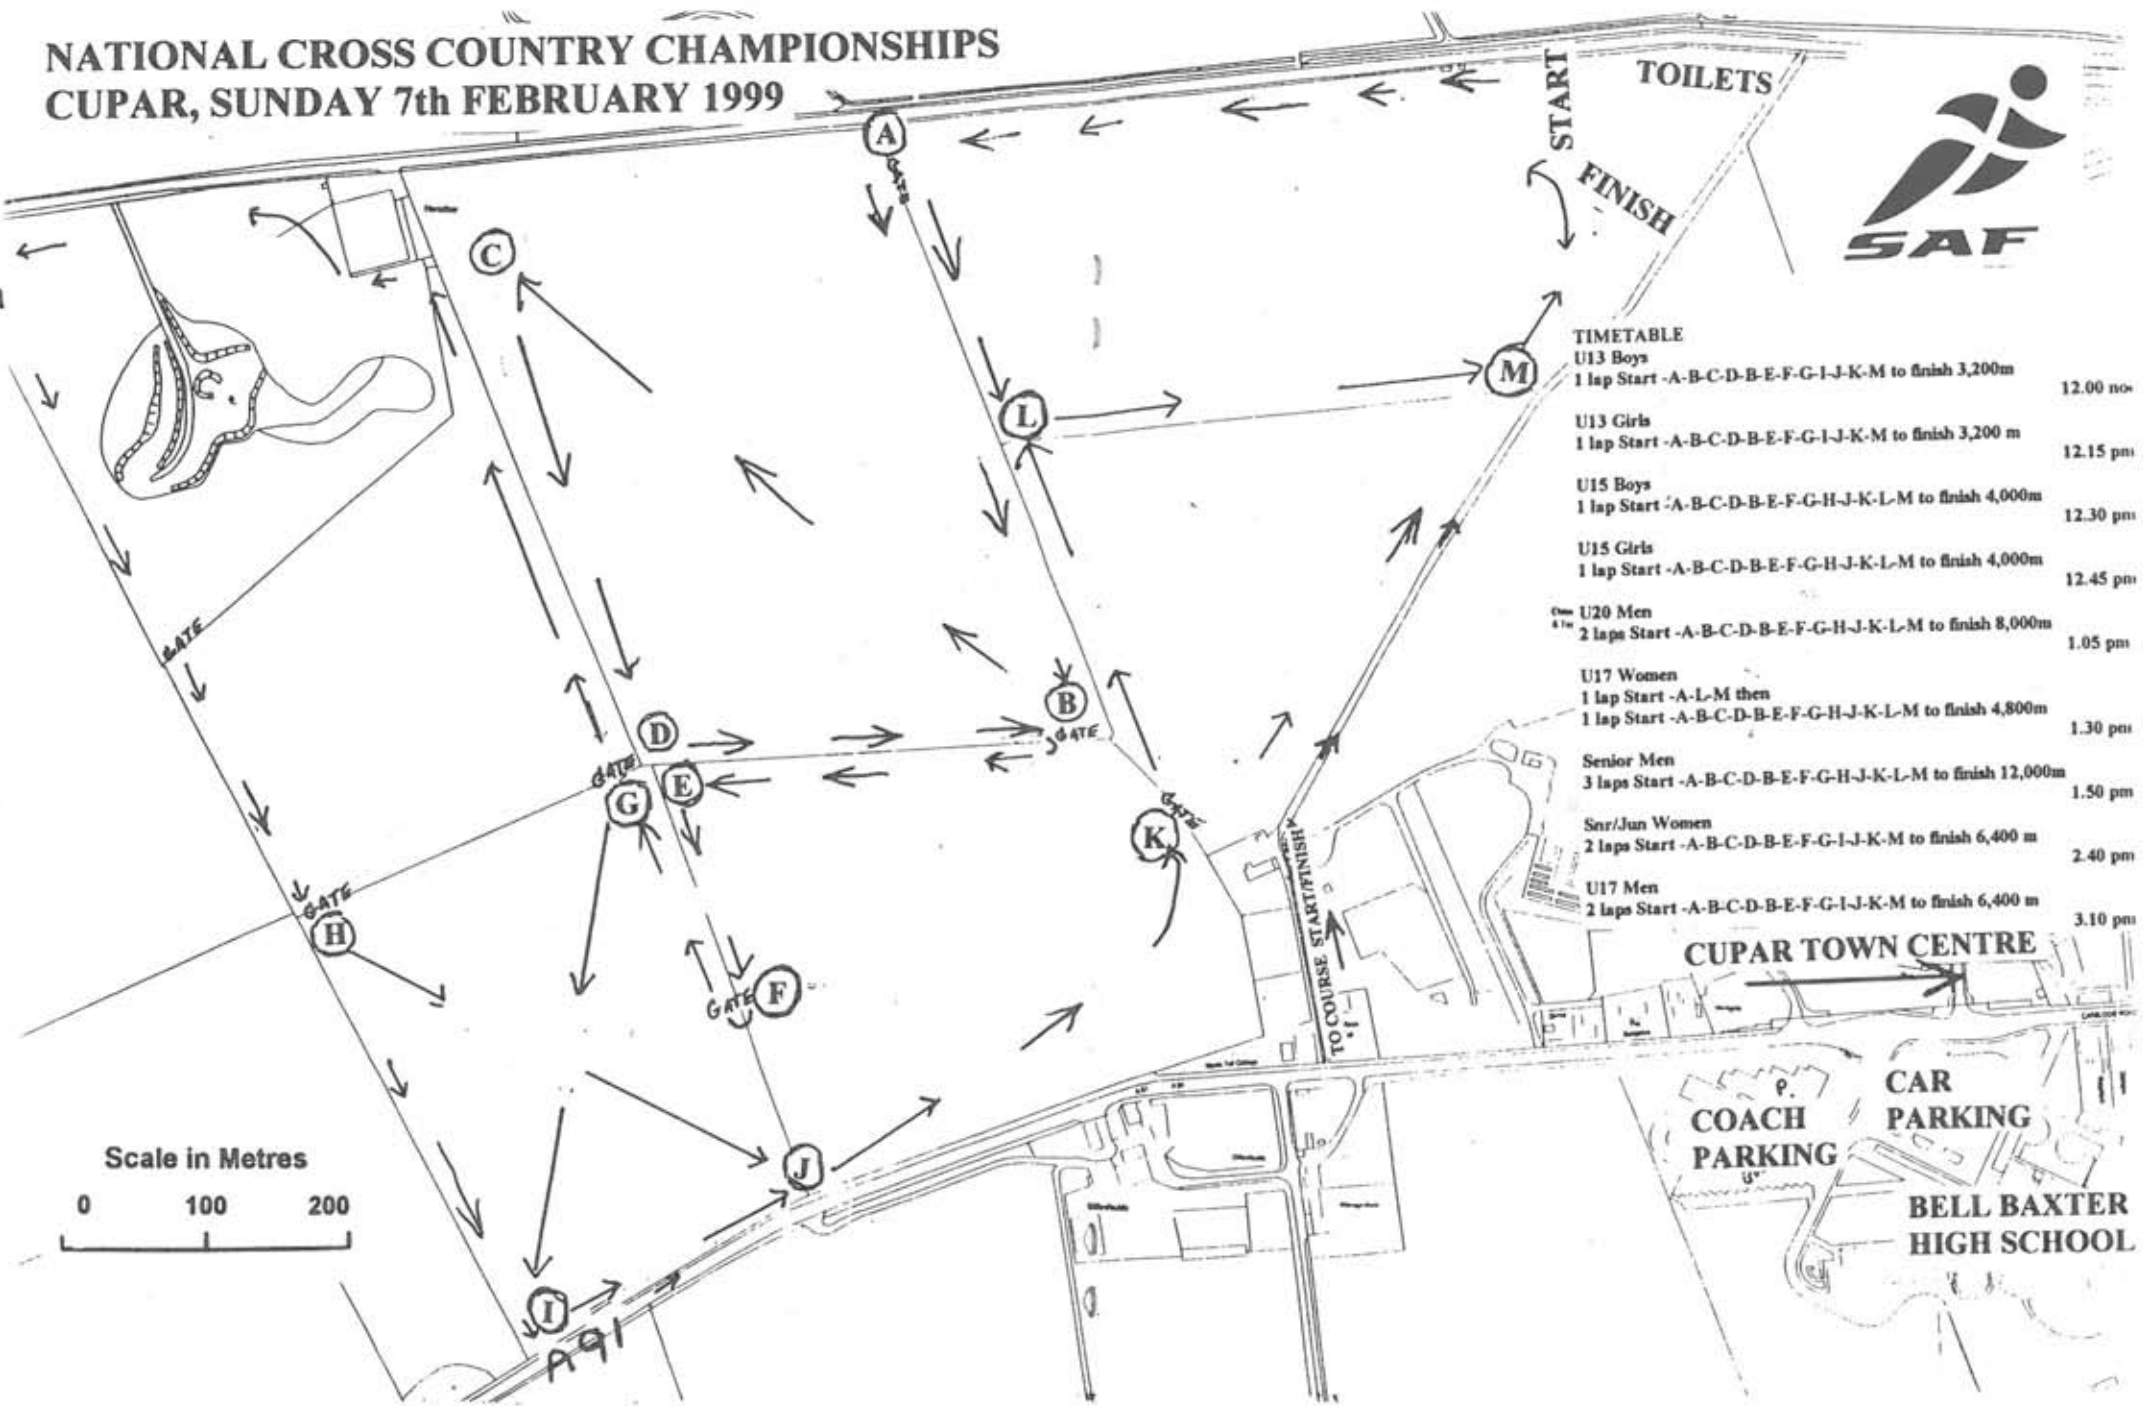 NATIONAL CROSS COUNTRY CHAMPIONSHIPS
CUPAR, SUNDAY 7th FEBRUARY 1999
START
TOILETS
FINISH
SAF
A
GATE
C
L
M
TIMETABLE
U13 Boys
1 lap Start -A-B-C-D-B-E-F-G-I-J-K-M to finish 3,200m
12.00
U13 Girls
1 lap Start -A-B-C-D-B-E-F-G-I-J-K-M to finish 3,200 m
12.15 pm
U15 Boys
1 lap Start -A-B-C-D-B-E-F-G-H-J-K-L-M to finish 4,000m
12.30 pm
U15 Girls
1 lap Start -A-B-C-D-B-E-F-G-H-J-K-L-M to finish 4,000m
12.45 pm
U20 Men
2 laps Start -A-B-C-D-B-E-F-G-H-J-K-L-M to finish 8,000m
1.05 pm
U17 Women
1 lap Start -A-L-M then
1 lap Start -A-B-C-D-B-E-F-G-H-J-K-L-M to finish 4,800m
1.30 pm
Senior Men
3 laps Start -A-B-C-D-B-E-F-G-H-J-K-L-M to finish 12,000m
1.50 pm
Snr/Jun Women
2 laps Start -A-B-C-D-B-E-F-G-I-J-K-M to finish 6,400 m
2.40 pm
U17 Men
2 laps Start -A-B-C-D-B-E-F-G-I-J-K-M to finish 6,400 m
3.10 pm
GATE
B
GATE
D
GATE
E
G
GATE
K
GATE
H
F
GATE
TO COURSE START/FINISH
CUPAR TOWN CENTRE
J
I
A91
P.
COACH
PARKING
CAR
PARKING
BELL BAXTER
HIGH SCHOOL
Scale in Metres
0 100 200